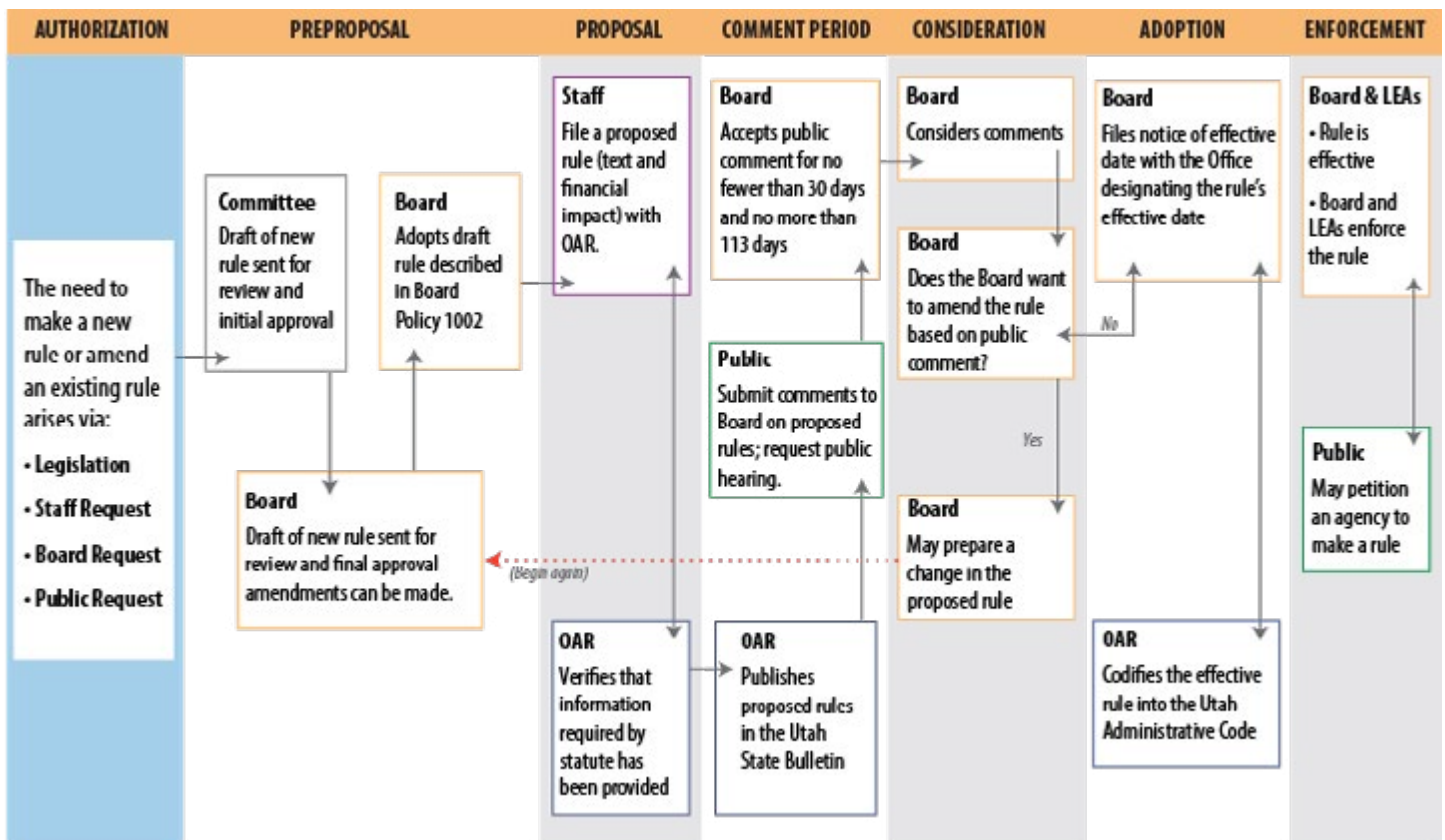 AUTHORIZATION
PREPROPOSAL
PROPOSAL
COMMENT PERIOD
CONSIDERATION
ADOPTION
ENFORCEMENT
The need to
make a new
rule or amend
an existing rule
arises via:
• Legislation
• Staff Request
• Board Request
• Public Request
Committee
Draft of new
rule sent for
review and
initial approval
Board
Draft of new rule sent for
review and final approval
amendments can be made.
Board
Adopts draft
rule described
in Board
Policy 1002
Staff
File a proposed
rule (text and
financial
impact) with
OAR.
OAR
Verifies that
information
required by
statute has
been provided
OAR
Publishes
proposed rules
in the Utah
State Bulletin
Public
Submit comments to
Board on proposed
rules; request public
hearing.
Board
Accepts public
comment for no
fewer than 30 days
and no more than
113 days
Board
Considers comments
Board
Does the Board want
to amend the rule
based on public
comment?
No
Yes
Board
May prepare a
change in the
proposed rule
(Begin again)
Board
Files notice of effective
date with the Office
designating the rule's
effective date
OAR
Codifies the effective
rule into the Utah
Administrative Code
Board & LEAs
• Rule is
effective
• Board and
LEAs enforce
the rule
Public
May petition
an agency to
make a rule